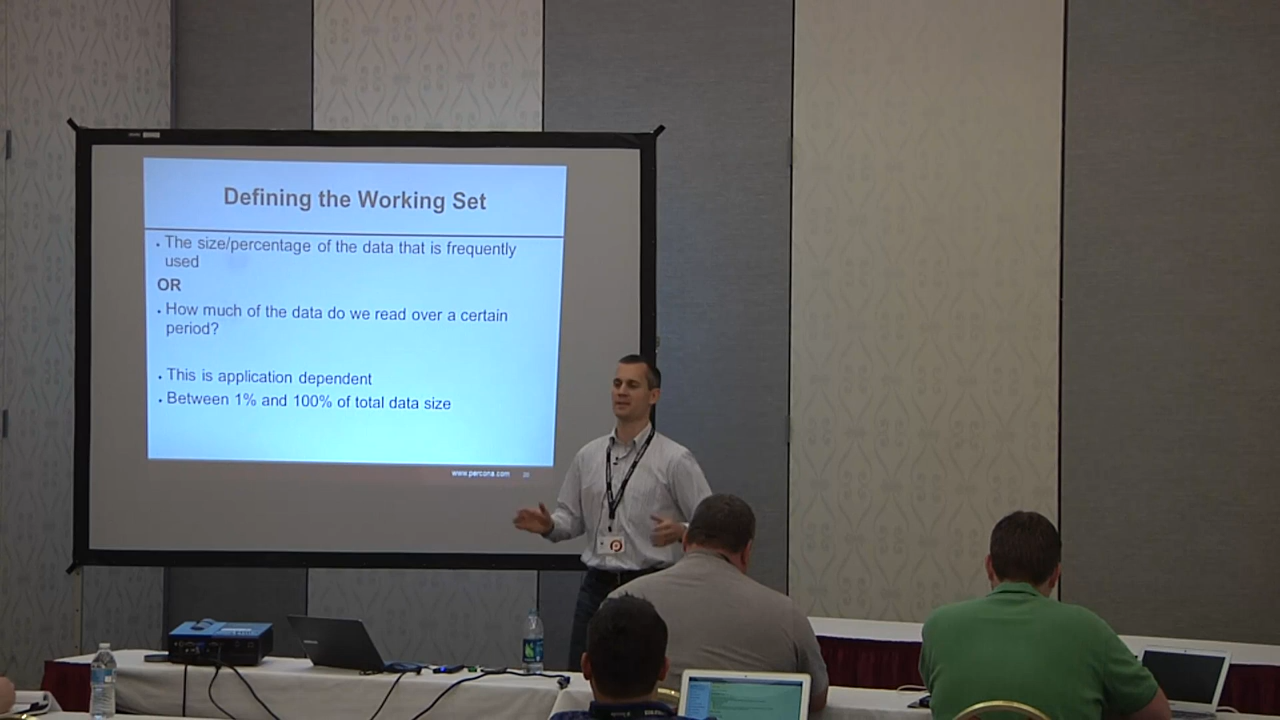 Defining the Working Set
. The size/percentage of the data that is frequently
used
OR
. How much of the data do we read over a certain
period?
. This is application dependent
. Between 1% and 100% of total data size
www.percona.com